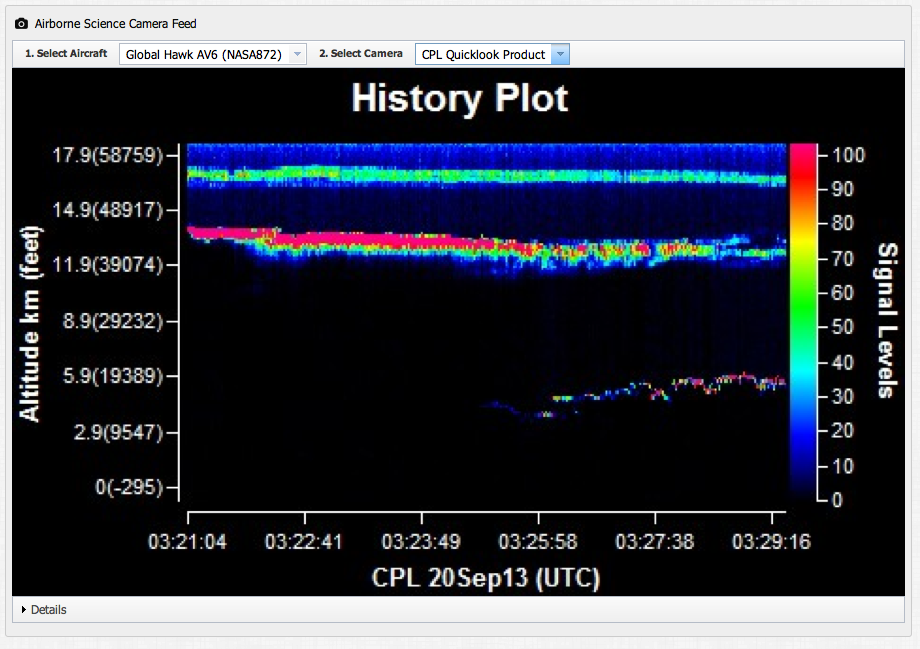 Airborne Science Camera Feed
1. Select Aircraft Global Hawk AV6 (NASA872) 2. Select Camera CPL Quicklook Product
History Plot
Altitude km (feet)
17.9(58759)
14.9(48917)
11.9(39074)
8.9(29232)
5.9(19389)
2.9(9547)
0(-295)
100
90
80
70
60
50
40
30
20
10
0
Signal Levels
03:21:04 03:22:41 03:23:49 03:25:58 03:27:38 03:29:16
CPL 20Sep13 (UTC)
Details